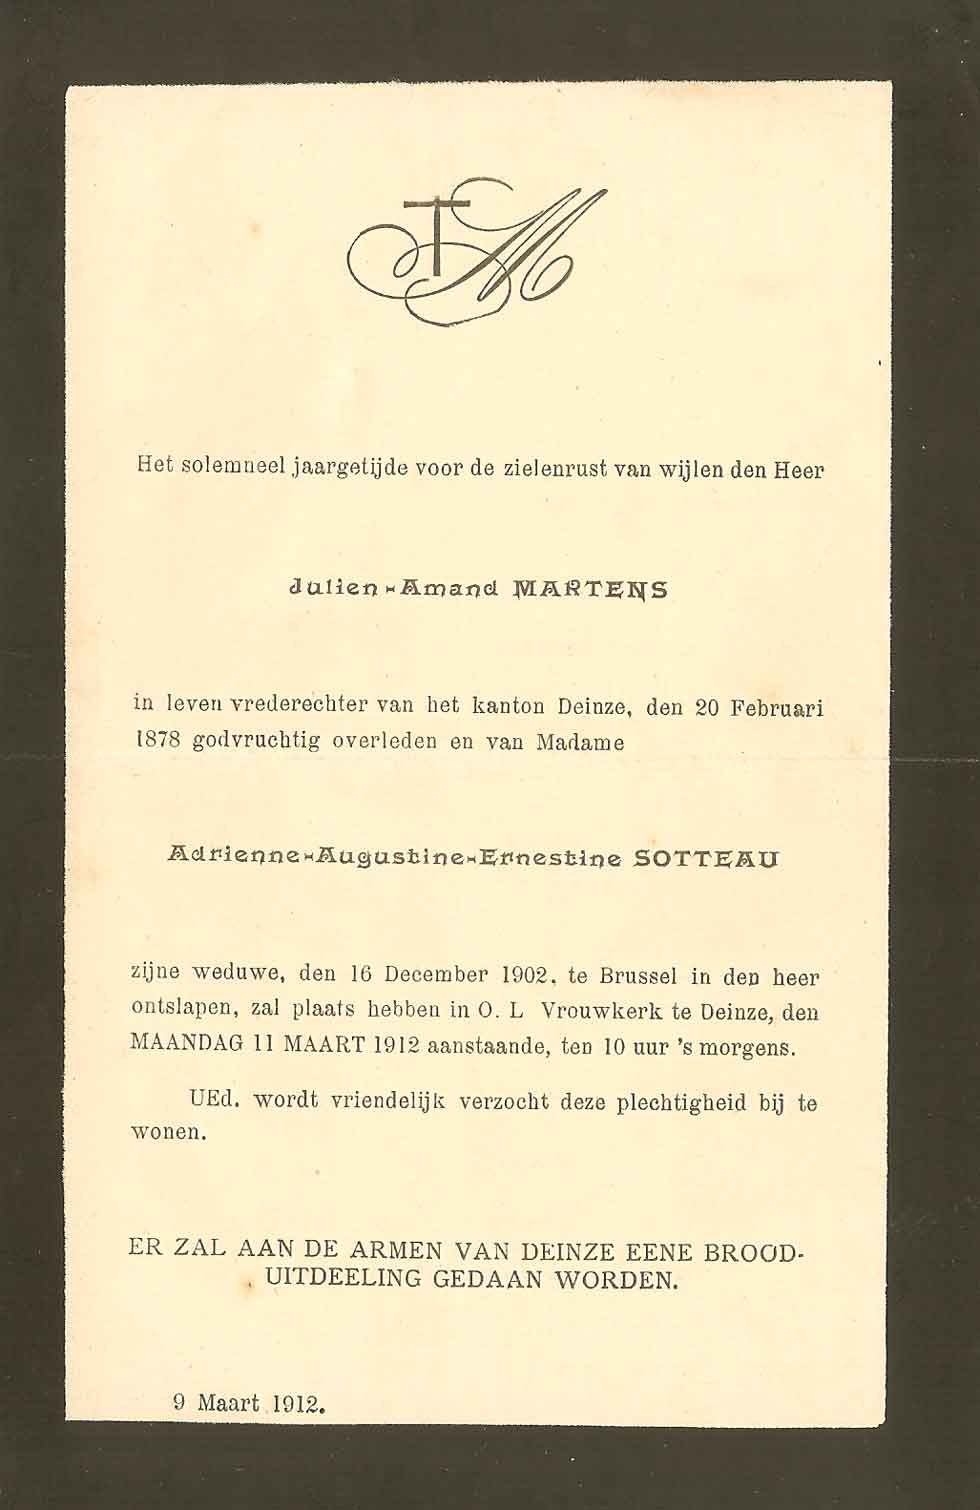 M
Het solemneel jaargetijde voor de zielenrust van wijlen den Heer
Julien-Amand MARTENS
in leven vrederechter van het kanton Deinze, den 20 Februari
1878 godvruchtig overleden en van Madame
Adrienne-Augustine-Ernestine SOTTEAU
zijne weduwe, den 16 December 1902, te Brussel in den heer
ontslapen, zal plaats hebben in O. L Vrouwkerk te Deinze, den
MAANDAG 11 MAART 1912 aanstaande, ten 10 uur 's morgens.
UEd. wordt vriendelijk verzocht deze plechtigheid bij te
wonen.
ER ZAL AAN DE ARMEN VAN DEINZE EENE BROOD-
UITDEELING GEDAAN WORDEN.
9 Maart 1912.